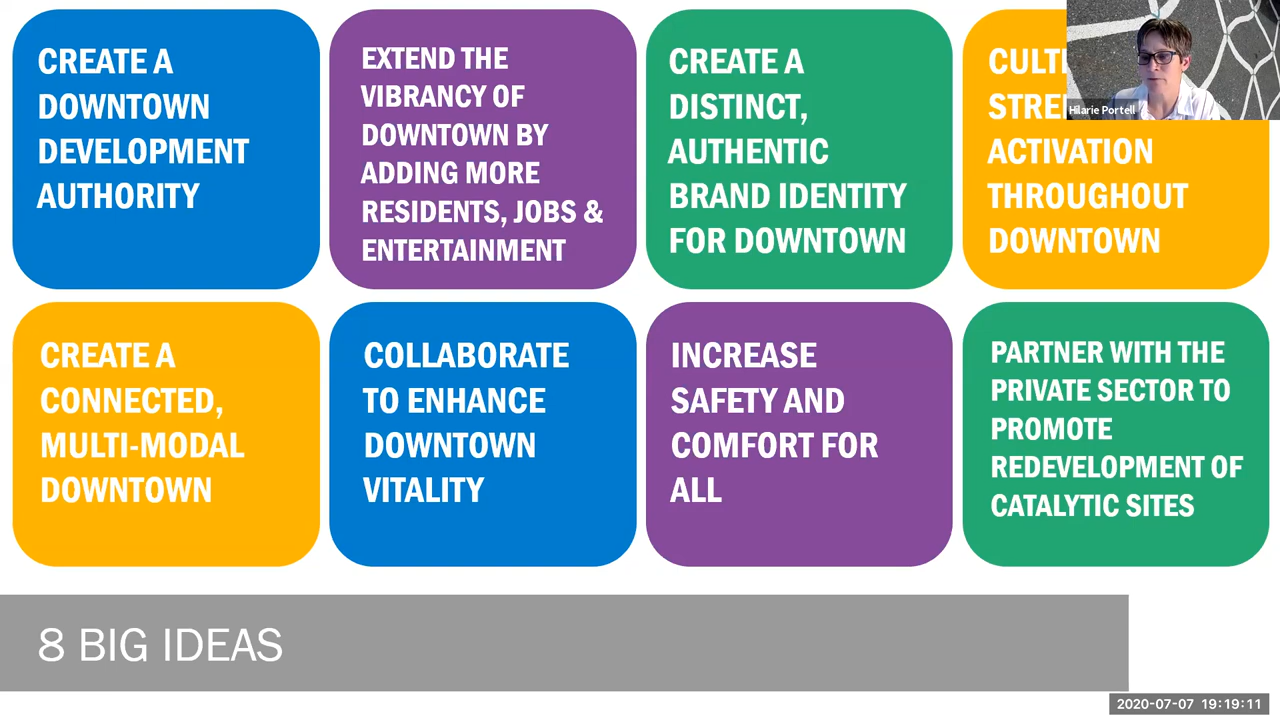 CREATE A
DOWNTOWN
DEVELOPMENT
AUTHORITY
EXTEND THE
VIBRANCY OF
DOWNTOWN BY
ADDING MORE
RESIDENTS, JOBS &
ENTERTAINMENT
CREATE A
DISTINCT,
AUTHENTIC
BRAND IDENTITY
FOR DOWNTOWN
ACTIVATION
THROUGHOUT
DOWNTOWN
Hilarie Portell
CREATE A
CONNECTED,
MULTI-MODAL
DOWNTOWN
COLLABORATE
TO ENHANCE
DOWNTOWN
VITALITY
INCREASE
SAFETY AND
COMFORT FOR
ALL
PARTNER WITH THE
PRIVATE SECTOR TO
PROMOTE
REDEVELOPMENT OF
CATALYTIC SITES
8 BIG IDEAS
2020-07-07 19:19:11